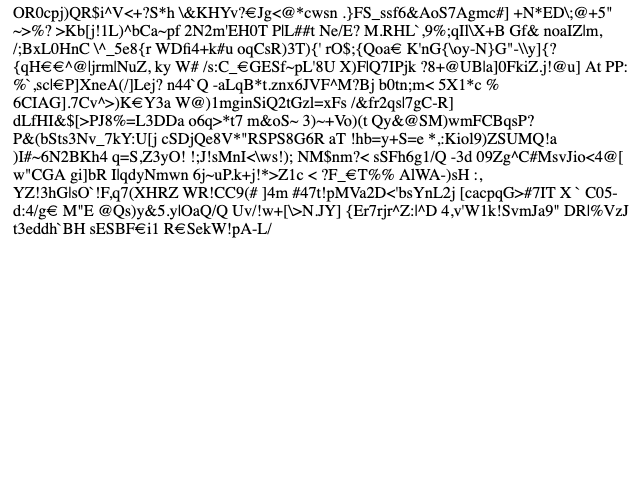 OR0cpj)QR$i^V<+?S*h \&KHYv?€Jg<@*cwsn .}FS_ssf6&AoS7Agmc#] +N*ED\;@+5"
~>%? >Kb[j!1L)^bCa~pf 2N2m'EH0T P|L##t Ne/E? M.RHL`,9%;qIl\X+B Gf& noaIZ|m,
/;BxL0HnC \^_5e8{r WDfi4+k#u oqCsR)3T){' rO$;{Qoa€ K'nG{\oy-N}G"-\\y]{?
{qH€€^@|jrm|NuZ, ky W# /s:C_€GESf~pL'8U X)F|Q7IPjk ?8+@UB|a]0FkiZ.j!@u] At PP:
%`,sc|€P]XneA(/]Lej? n44`Q -aLqB*t.znx6JVF^M?Bj b0tn;m< 5X1*c %
6CIAG].7Cv^>)K€Y3a W@)1mginSiQ2tGzl=xFs /&fr2qs|7gC-R]
dLfHI&$[>PJ8%=L3DDa o6q>*t7 m&oS~ 3)~+Vo)(t Qy&@SM)wmFCBqsP?
P&(bSts3Nv_7kY:U[j cSDjQe8V*"RSPS8G6R aT !hb=y+S=e *,:Kiol9)ZSUMQ!a
)I#~6N2BKh4 q=S,Z3yO! !;J!sMnI<\ws!); NM$nm?< sSFh6g1/Q -3d 09Zg^C#MsvJio<4@[
w"CGA gi]bR Il|qdyNmwn 6j~uP.k+j!*>Z1c < ?F_€T%% AlWA-)sH :,
YZ!3hG|sO`!F,q7(XHRZ WR!CC9(# ]4m #47t!pMVa2D<'bsYnL2j [cacpqG>#7IT X ` C05-
d:4/g€ M"E @Qs)y&5.y|OaQ/Q Uv/!w+[\>N.JY] {Er7rjr^Z:|^D 4,v'W1k!SvmJa9" DR|%VzJ
t3eddh`BH sESBF€i1 R€SekW!pA-L/